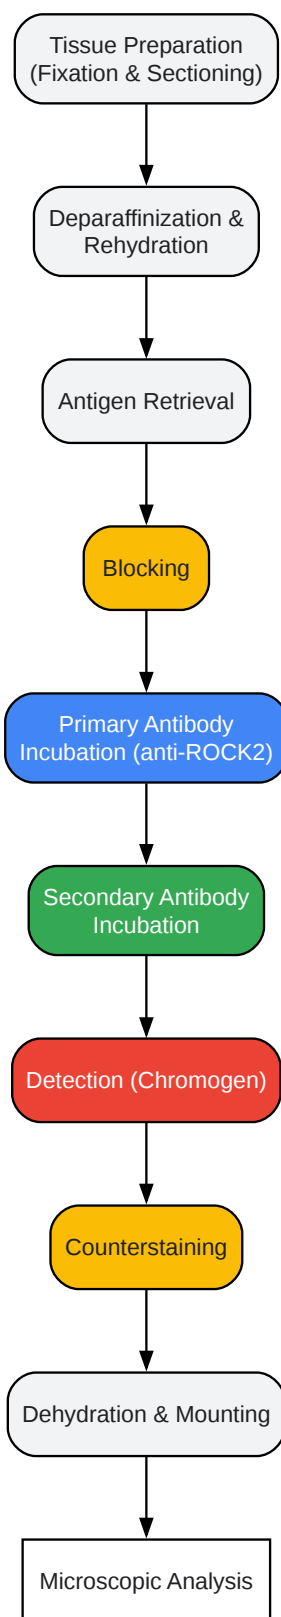 Tissue Preparation
(Fixation & Sectioning)
Deparaffinization &
Rehydration
Antigen Retrieval
Blocking
Primary Antibody
Incubation (anti-ROCK2)
Secondary Antibody
Incubation
Detection (Chromogen)
Counterstaining
Dehydration & Mounting
Microscopic Analysis